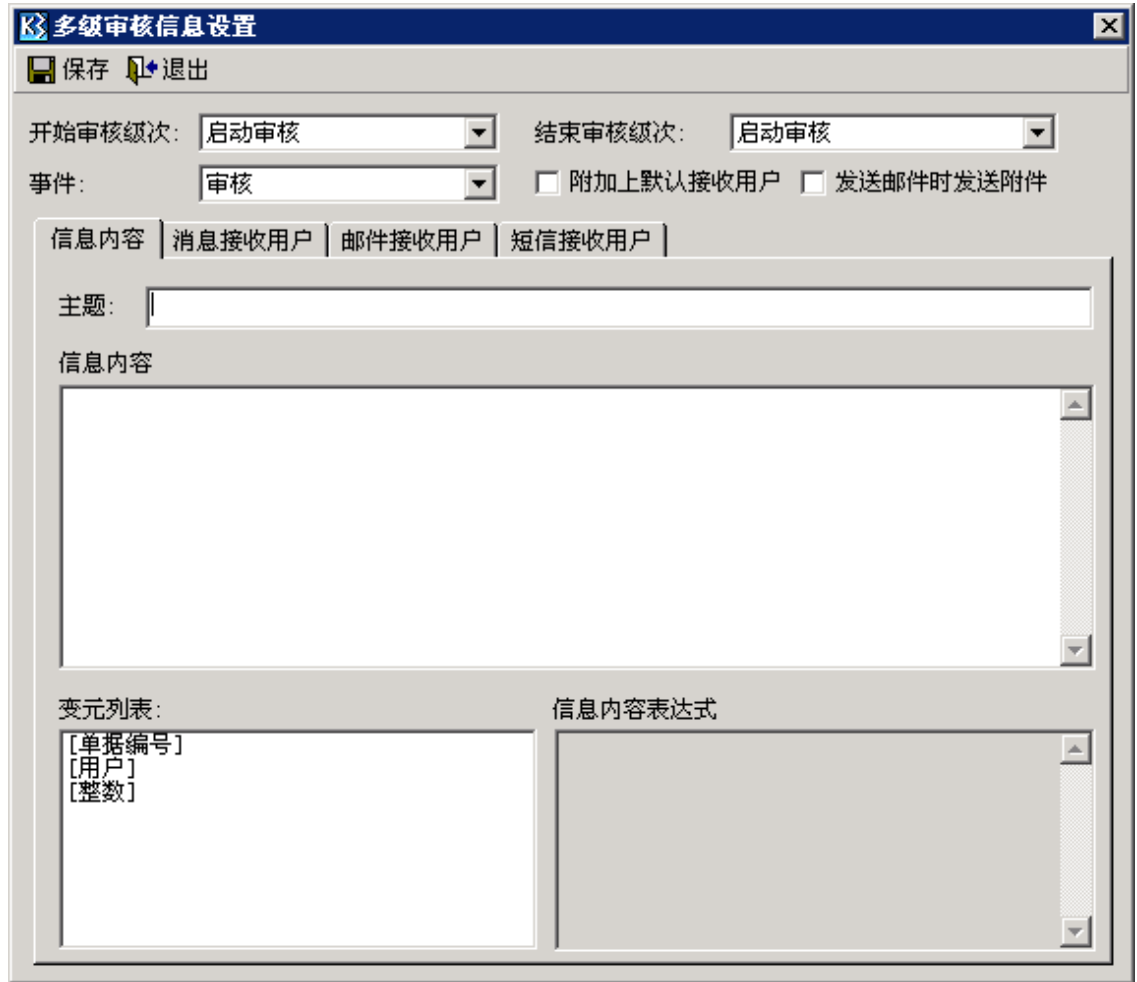 K3 多级审核信息设置
保存 退出
开始审核级次: 启动审核 结束审核级次: 启动审核
事件: 审核 附加上默认接收用户 发送邮件时发送附件
信息内容 消息接收用户 邮件接收用户 短信接收用户
主题:
信息内容
变元列表: 信息内容表达式
[单据编号]
[用户]
[整数]